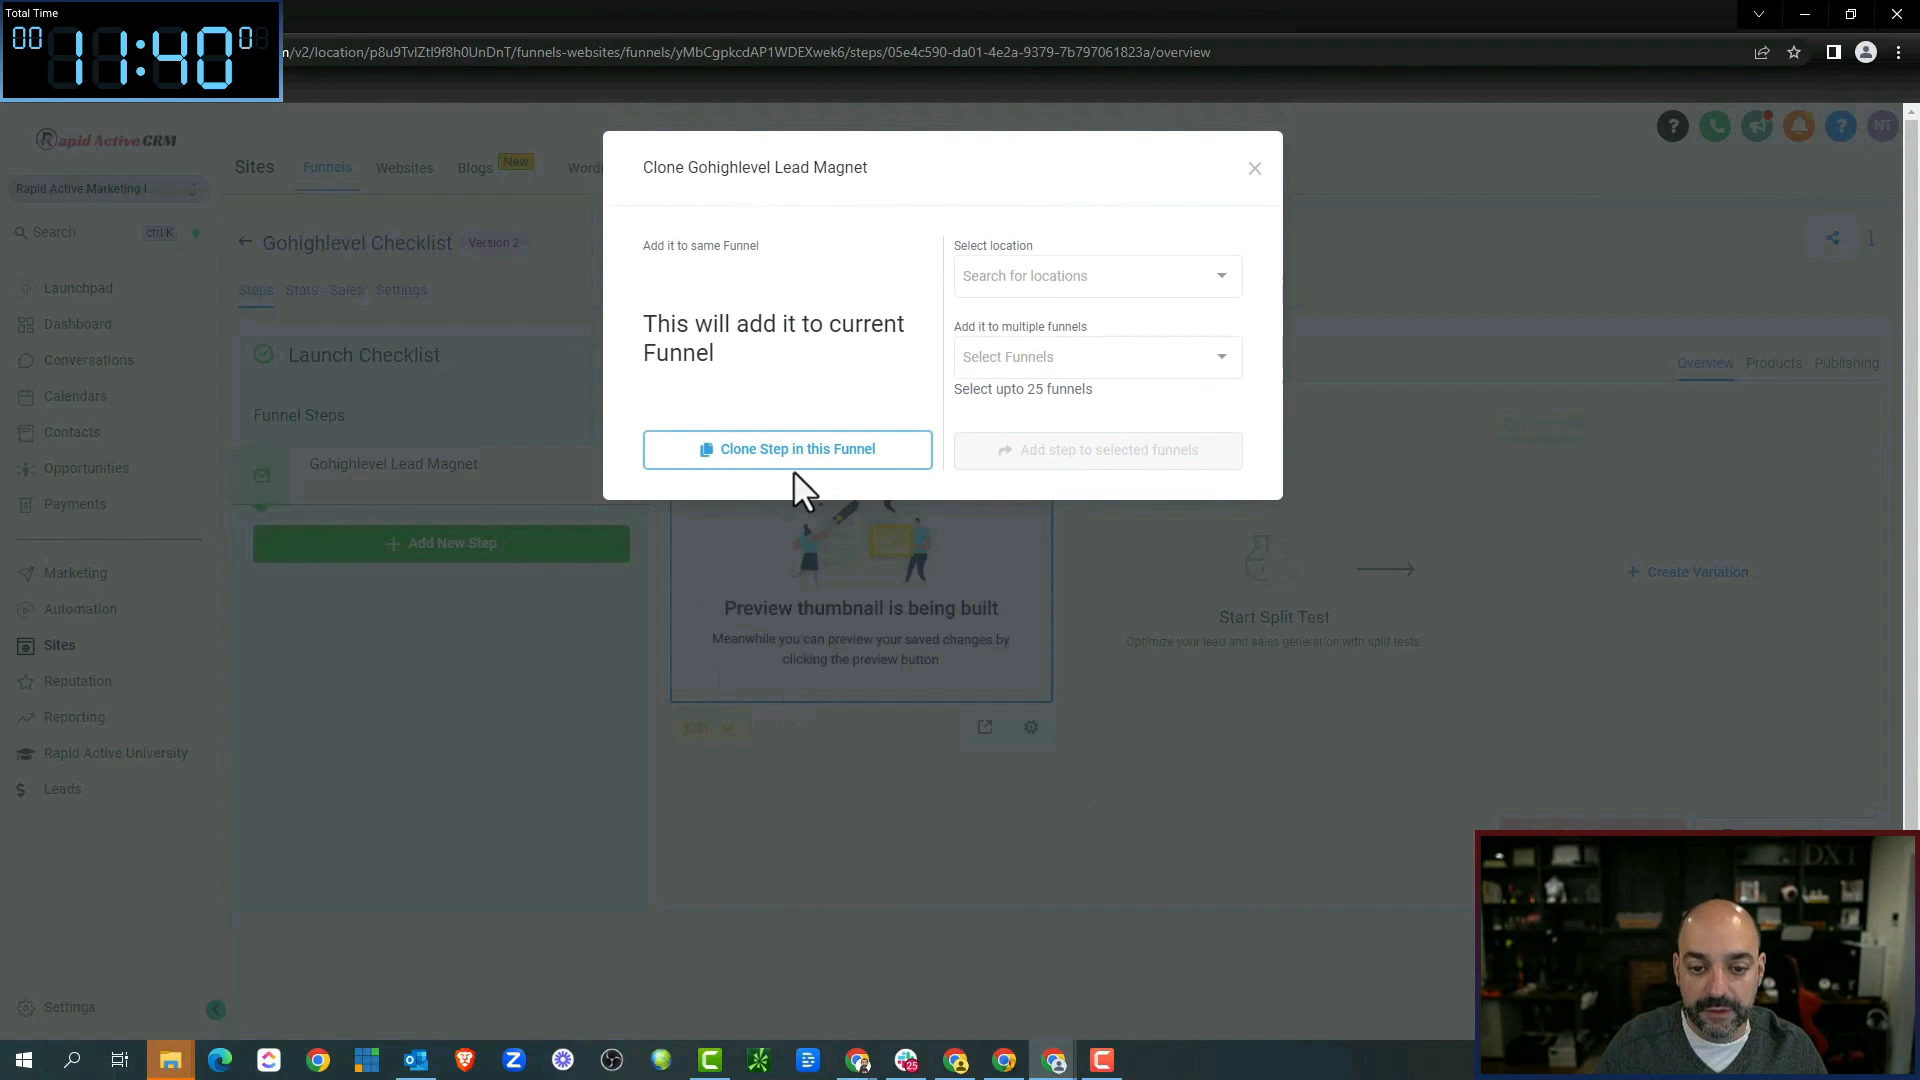 Total Time
00 11:40 0
m/v2/location/p8u9TvlZtl9f8h0UnDnT/funnels-websites/funnels/yMbCgpkcdAP1WDEXwek6/steps/05e4c590-da01-4e2a-9379-7b797061823a/overview
Rapid Active CRM
Sites
Funnels
Websites
Blogs
New
Word
NT
Rapid Active Marketing I...
Search
ctrl K
Gohighlevel Checklist
Version 2
Steps
Stats
Sales
Settings
Launchpad
Dashboard
Conversations
Calendars
Contacts
Opportunities
Payments
Marketing
Automation
Sites
Reputation
Reporting
Rapid Active University
Leads
Settings
Launch Checklist
Funnel Steps
Gohighlevel Lead Magnet
Add New Step
Clone Gohighlevel Lead Magnet
Add it to same Funnel
This will add it to current
Funnel
Clone Step in this Funnel
Select location
Search for locations
Add it to multiple funnels
Select Funnels
Select upto 25 funnels
Add step to selected funnels
Overview
Products
Publishing
Preview thumbnail is being built
Meanwhile you can preview your saved changes by
clicking the preview button
Edit
Start Split Test
Optimize your lead and sales generation with split tests.
Create Variation
DXT
25